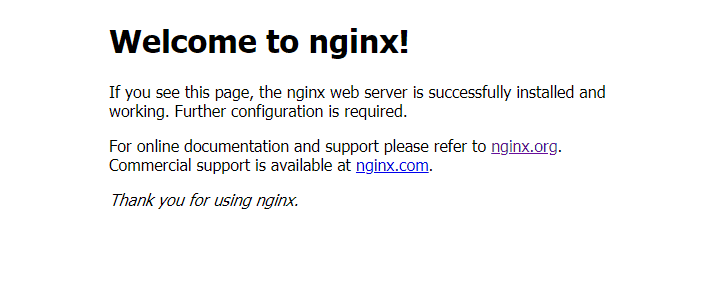 Welcome to nginx!
If you see this page, the nginx web server is successfully installed and
working. Further configuration is required.
For online documentation and support please refer to nginx.org.
Commercial support is available at nginx.com.
Thank you for using nginx.